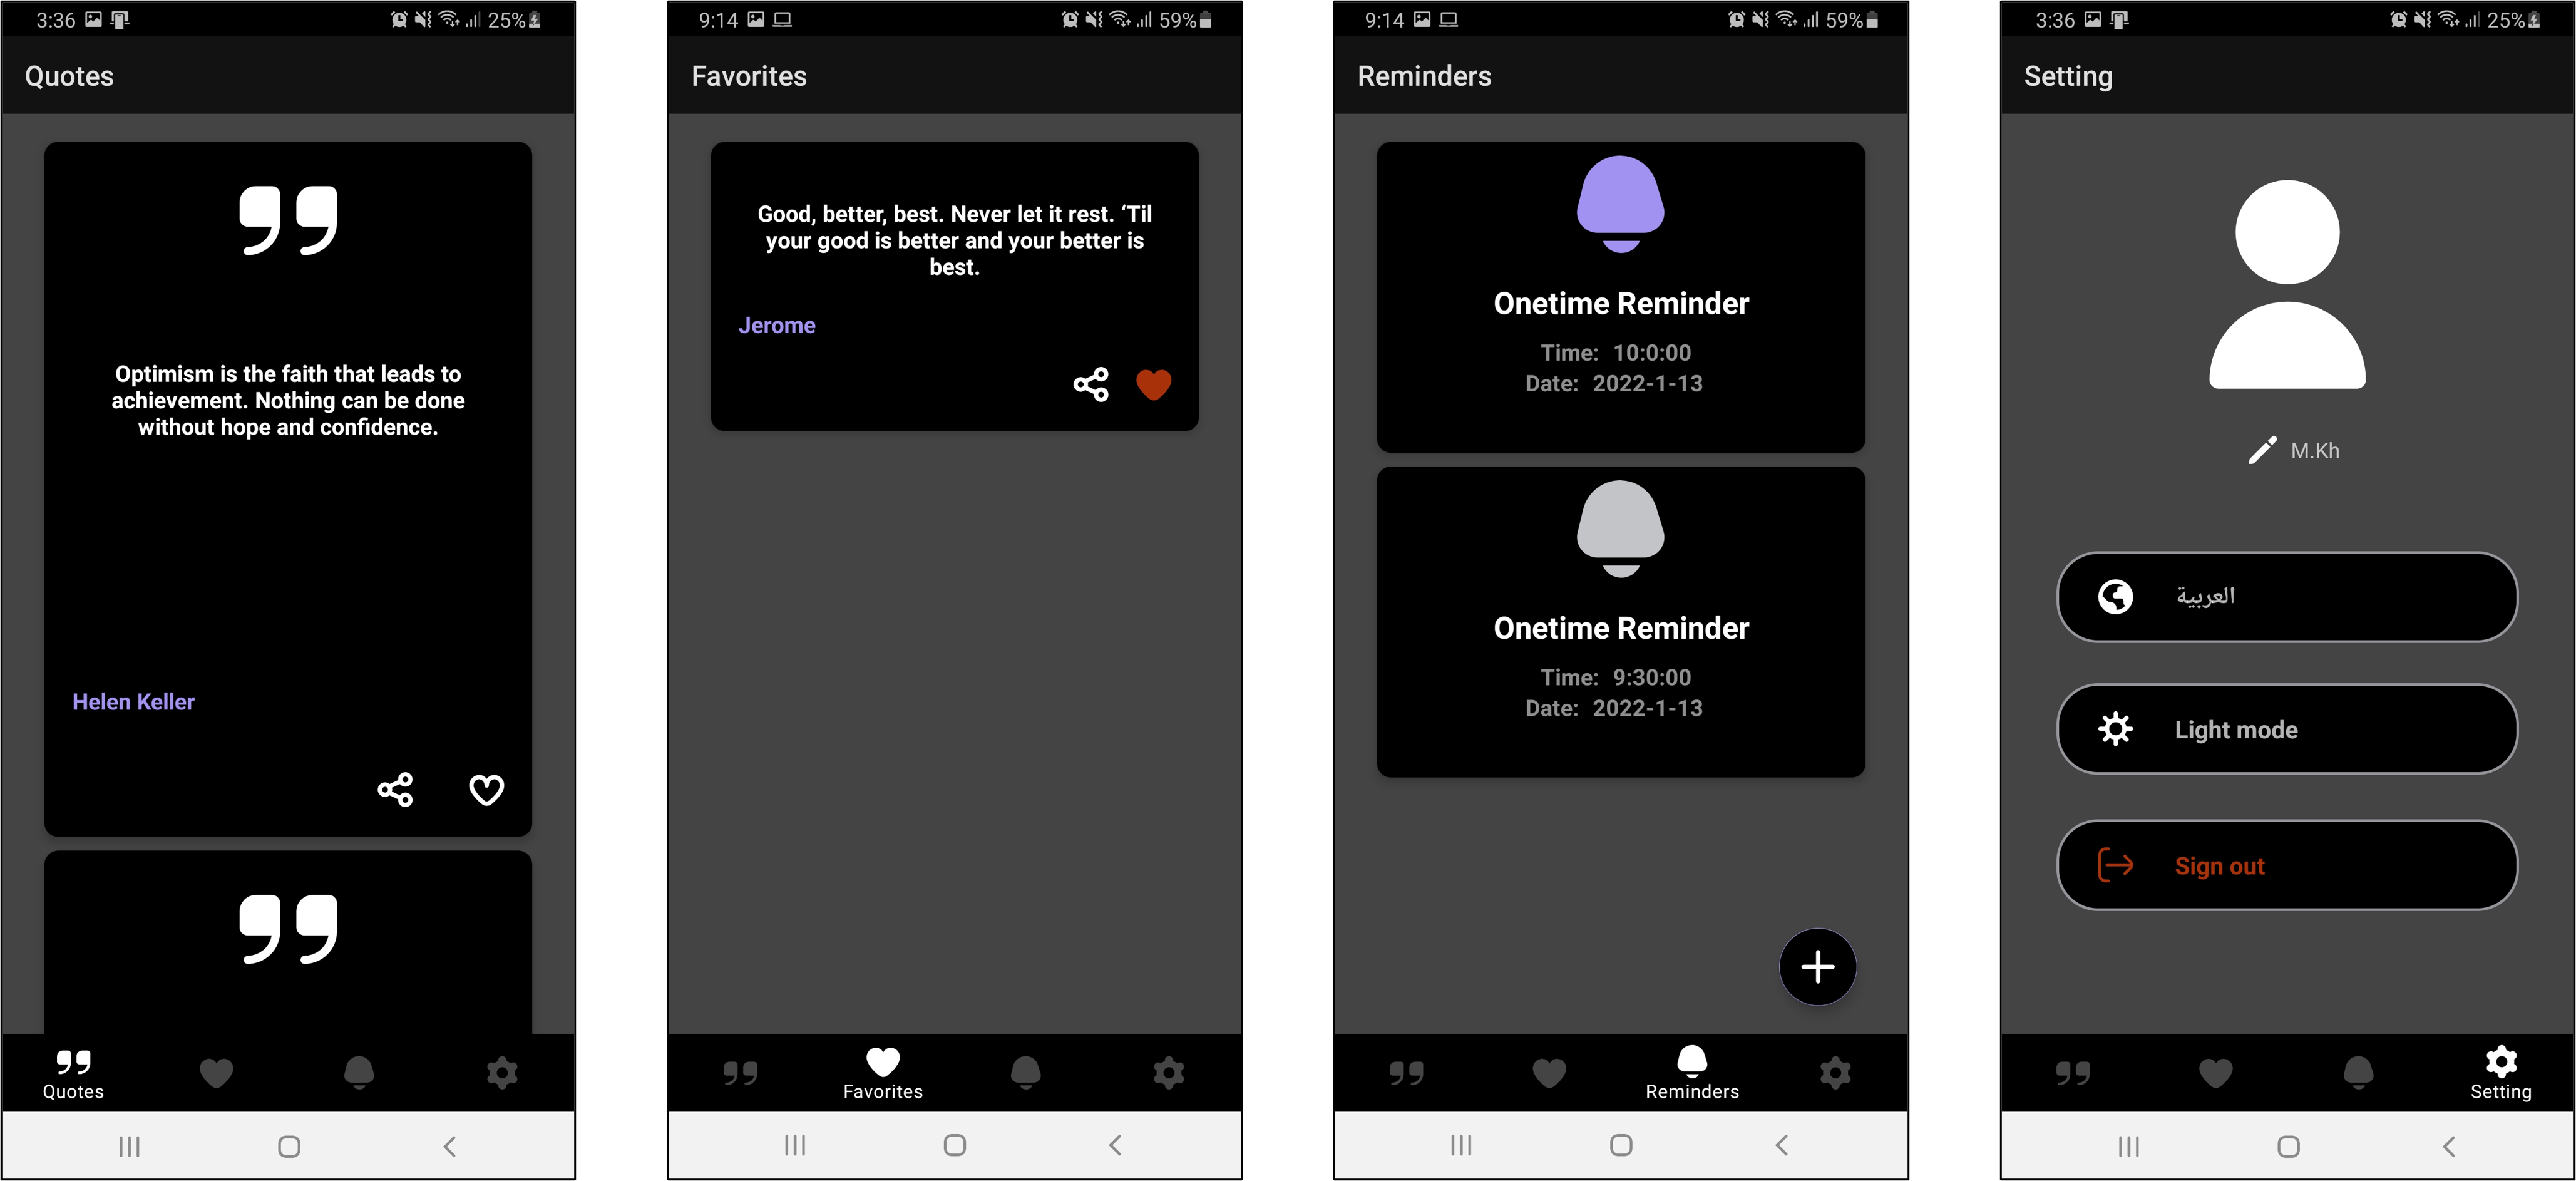 3:36
25%
Quotes
Optimism is the faith that leads to
achievement. Nothing can be done
without hope and confidence.
Helen Keller
Quotes
9:14
59%
Favorites
Good, better, best. Never let it rest. ‘Til
your good is better and your better is
best.
Jerome
Favorites
9:14
59%
Reminders
Onetime Reminder
Time: 10:0:00
Date: 2022-1-13
Onetime Reminder
Time: 9:30:00
Date: 2022-1-13
Reminders
3:36
25%
Setting
M.Kh
العربية
Light mode
Sign out
Setting